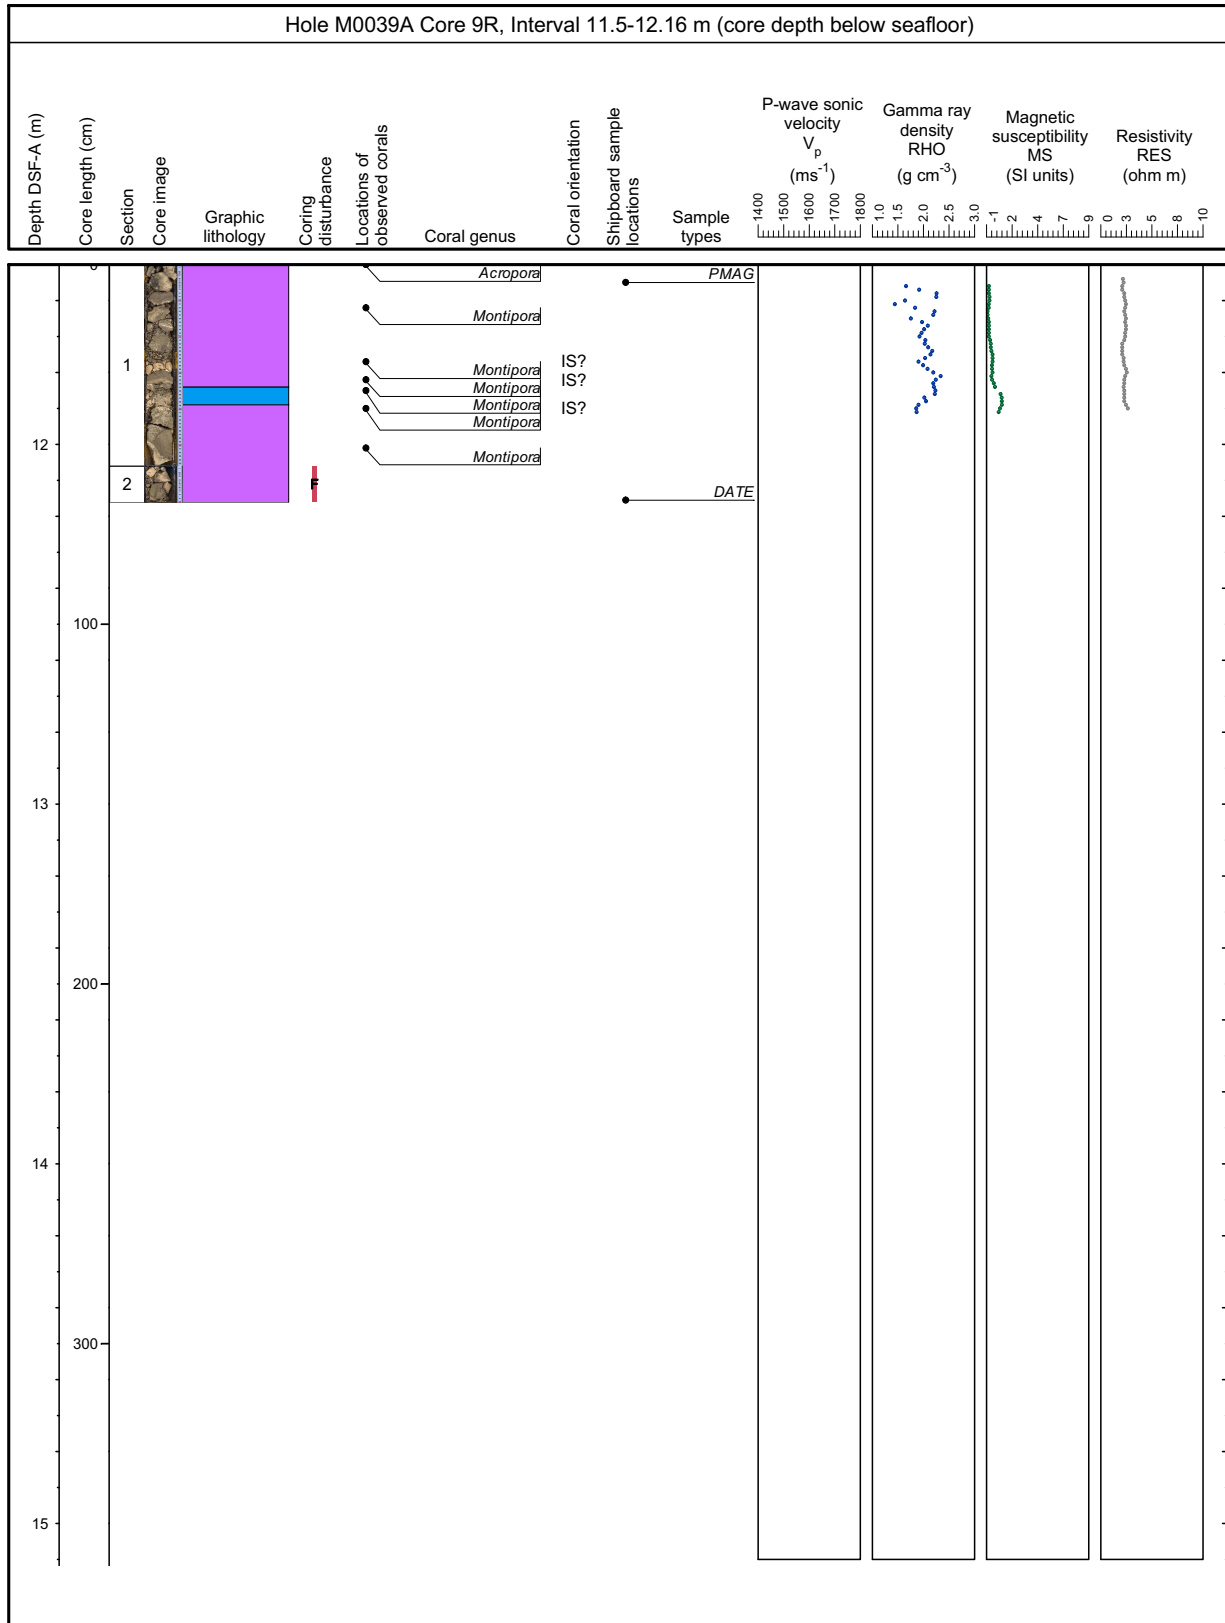 Hole M0039A Core 9R, Interval 11.5-12.16 m (core depth below seafloor)
Depth DSF-A (m)
Core length (cm)
Section
Core image
Graphic
lithology
Coring
disturbance
Locations of
observed corals
Coral genus
Coral orientation
Shipboard sample
locations
Sample
types
P-wave sonic
velocity
Vp
(ms-1)
1400
1500
1600
1700
1800
Gamma ray
density
RHO
(g cm-3)
1.0
1.5
2.0
2.5
3.0
Magnetic
susceptibility
MS
(SI units)
-1
2
4
7
9
Resistivity
RES
(ohm m)
0
3
5
8
10
0
Acropora
PMAG
Montipora
1
Montipora
IS?
Montipora
IS?
Montipora
Montipora
IS?
12
Montipora
2
F
DATE
100
13
200
14
300
15